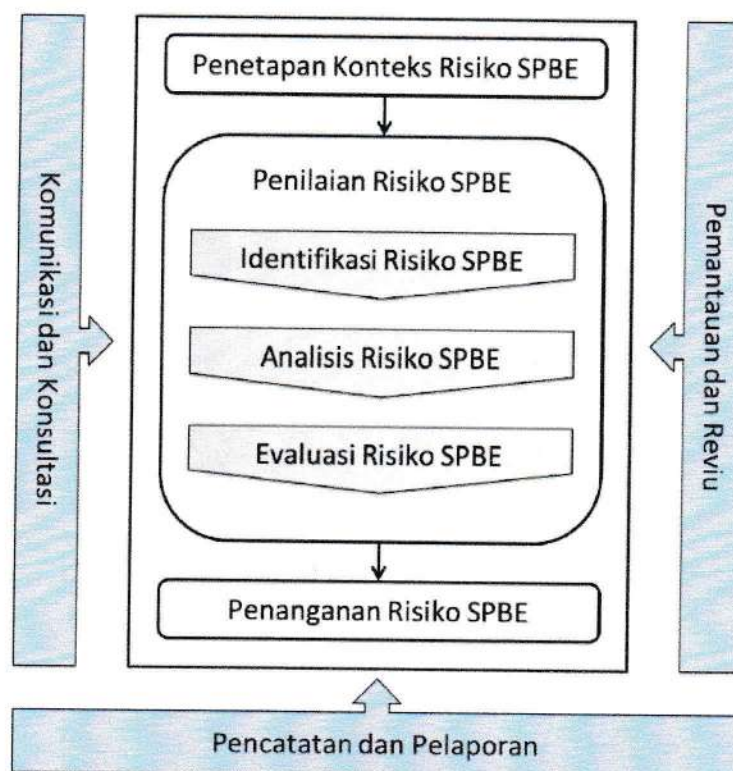 Penetapan Konteks Risiko SPBE
Penilaian Risiko SPBE
Identifikasi Risiko SPBE
Analisis Risiko SPBE
Evaluasi Risiko SPBE
Penanganan Risiko SPBE
Komunikasi dan Konsultasi
Pemantauan dan Reviu
Pencatatan dan Pelaporan